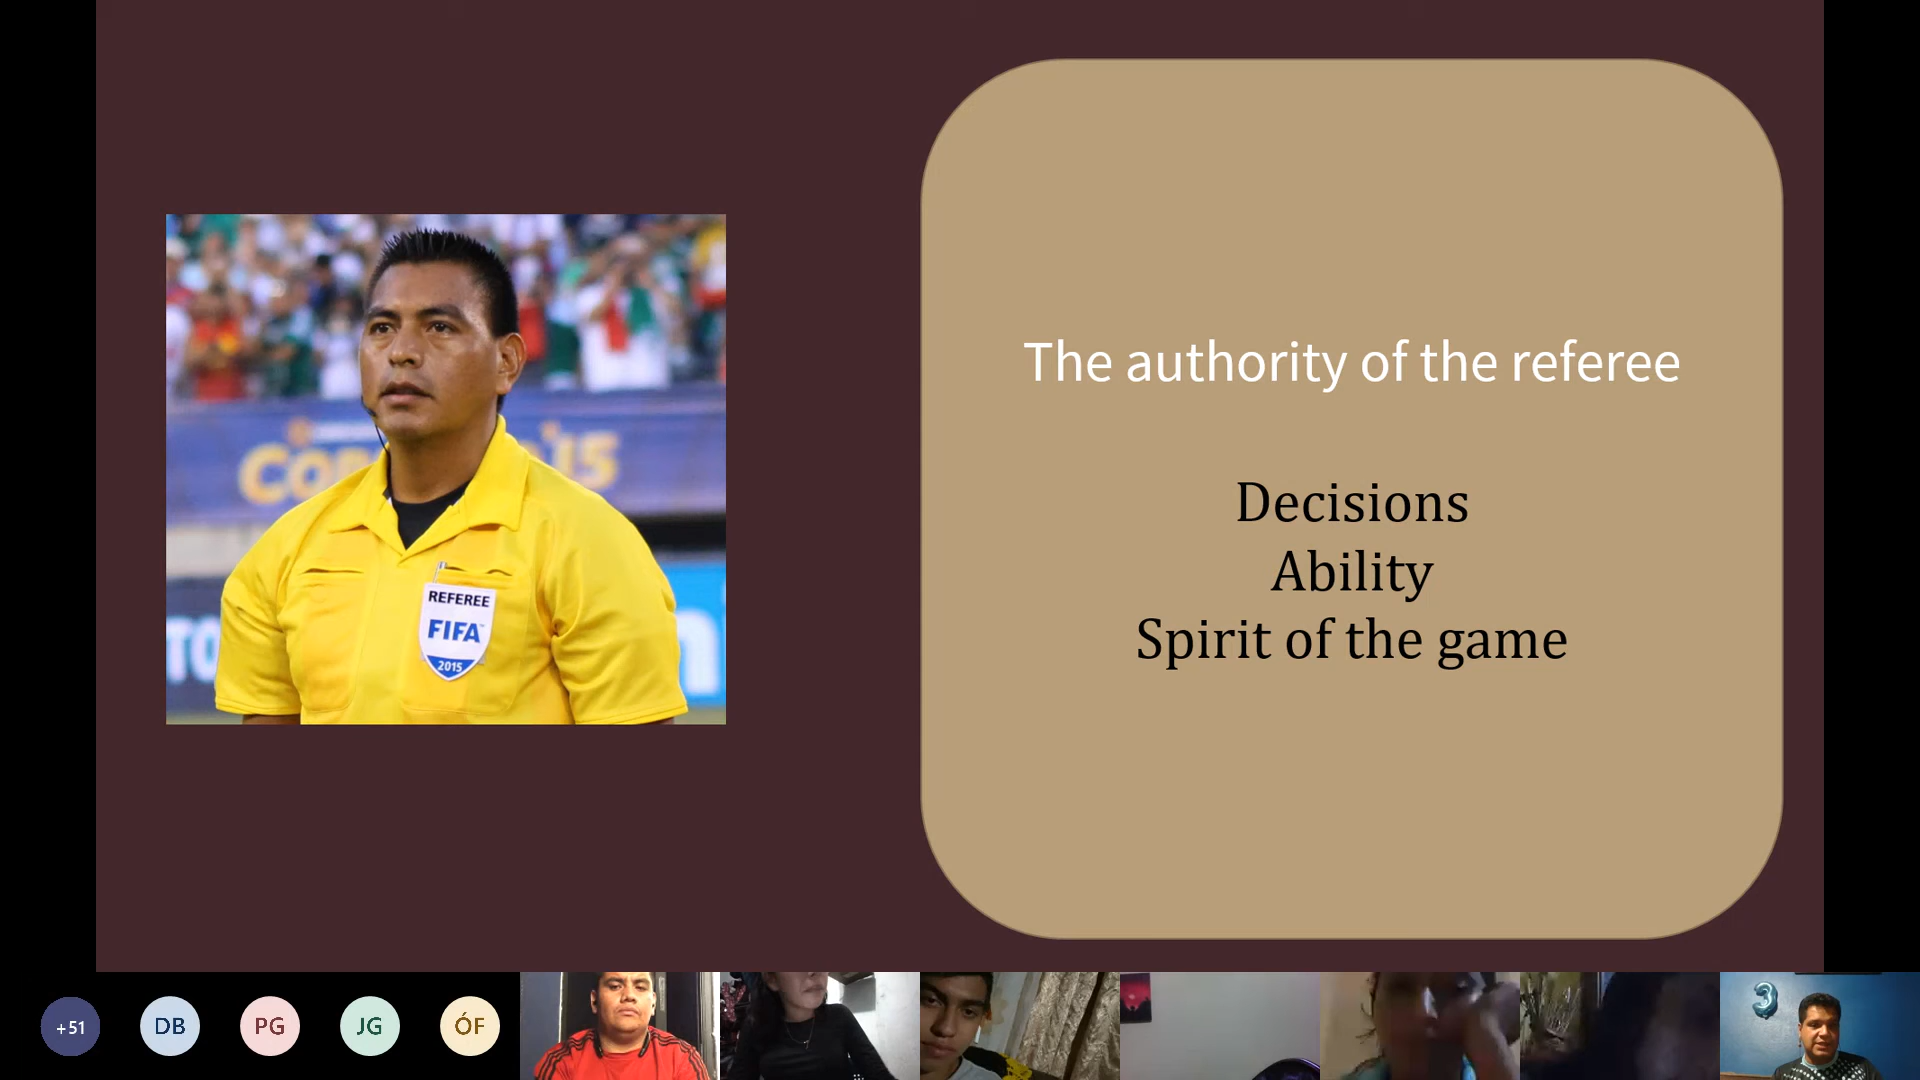 The authority of the referee
Decisions
Ability
Spirit of the game
REFEREE
FIFA
2015
+51
DB
PG
JG
ÓF
3